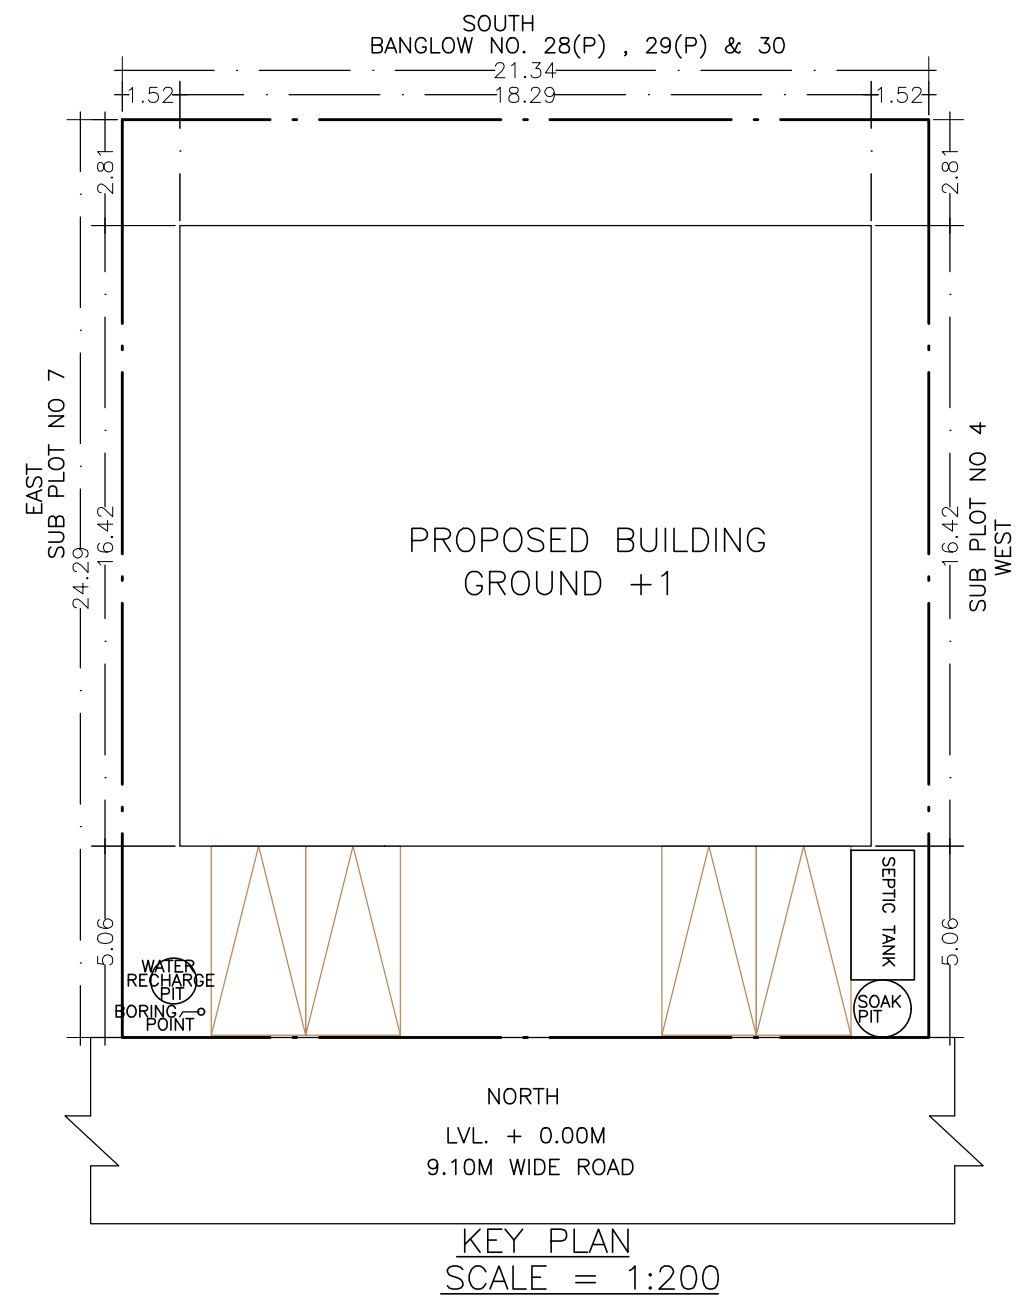 SOUTH
BANGLOW NO. 28(P) , 29(P) & 30
21.34
1.52
18.29
1.52
2.81
2.81
EAST
SUB PLOT NO 7
24.29
16.42
16.42
SUB PLOT NO 4
WEST
PROPOSED BUILDING
GROUND +1
5.06
5.06
SEPTIC TANK
WATER
RECHARGE
PIT
BORING
POINT
SOAK
PIT
NORTH
LVL. + 0.00M
9.10M WIDE ROAD
KEY PLAN
SCALE = 1:200